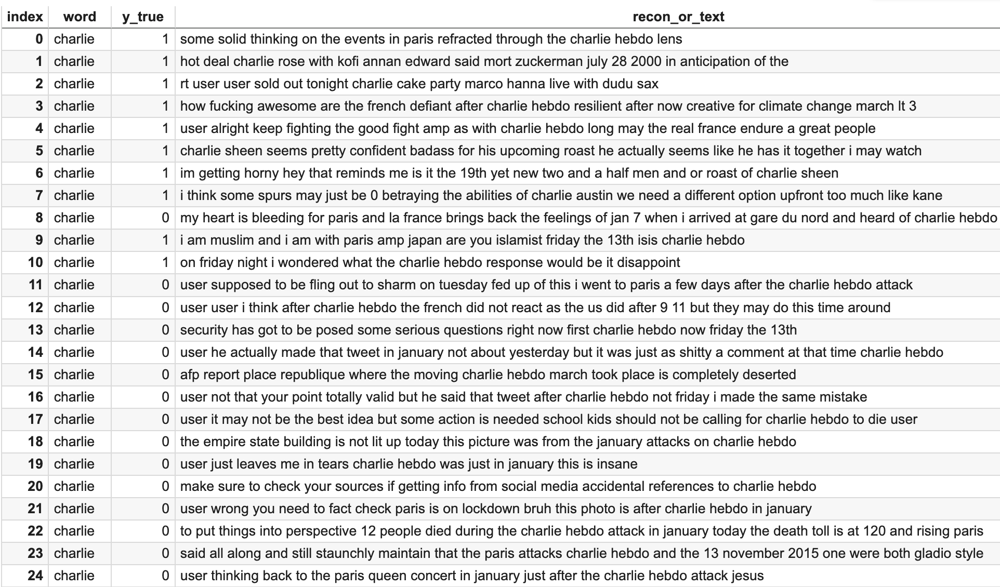 index word y_true recon_or_text
0 charlie 1 some solid thinking on the events in paris refracted through the charlie hebdo lens
1 charlie 1 hot deal charlie rose with kofi annan edward said mort zuckerman july 28 2000 in anticipation of the
2 charlie 1 rt user user sold out tonight charlie cake party marco hanna live with dudu sax
3 charlie 1 how fucking awesome are the french defiant after charlie hebdo resilient after now creative for climate change march lt 3
4 charlie 1 user alright keep fighting the good fight amp as with charlie hebdo long may the real france endure a great people
5 charlie 1 charlie sheen seems pretty confident badass for his upcoming roast he actually seems like he has it together i may watch
6 charlie 1 im getting horny hey that reminds me is it the 19th yet new two and a half men and or roast of charlie sheen
7 charlie 1 i think some spurs may just be 0 betraying the abilities of charlie austin we need a different option upfront too much like kane
8 charlie 0 my heart is bleeding for paris and la france brings back the feelings of jan 7 when i arrived at gare du nord and heard of charlie hebdo
9 charlie 1 i am muslim and i am with paris amp japan are you islamist friday the 13th isis charlie hebdo
10 charlie 1 on friday night i wondered what the charlie hebdo response would be it disappoint
11 charlie 0 user supposed to be fling out to sharm on tuesday fed up of this i went to paris a few days after the charlie hebdo attack
12 charlie 0 user user i think after charlie hebdo the french did not react as the us did after 9 11 but they may do this time around
13 charlie 0 security has got to be posed some serious questions right now first charlie hebdo now friday the 13th
14 charlie 0 user he actually made that tweet in january not about yesterday but it was just as shitty a comment at that time charlie hebdo
15 charlie 0 afp report place republique where the moving charlie hebdo march took place is completely deserted
16 charlie 0 user not that your point totally valid but he said that tweet after charlie hebdo not friday i made the same mistake
17 charlie 0 user it may not be the best idea but some action is needed school kids should not be calling for charlie hebdo to die user
18 charlie 0 the empire state building is not lit up today this picture was from the january attacks on charlie hebdo
19 charlie 0 user just leaves me in tears charlie hebdo was just in january this is insane
20 charlie 0 make sure to check your sources if getting info from social media accidental references to charlie hebdo
21 charlie 0 user wrong you need to fact check paris is on lockdown bruh this photo is after charlie hebdo in january
22 charlie 0 to put things into perspective 12 people died during the charlie hebdo attack in january today the death toll is at 120 and rising paris
23 charlie 0 said all along and still staunchly maintain that the paris attacks charlie hebdo and the 13 november 2015 one were both gladio style
24 charlie 0 user thinking back to the paris queen concert in january just after the charlie hebdo attack jesus